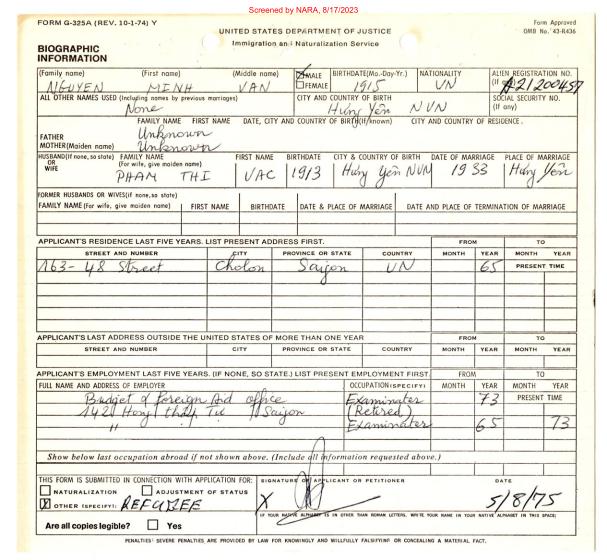 Screened by NARA, 8/17/2023
FORM G-325A (REV. 10-1-74) Y
UNITED STATES DEPARTMENT OF JUSTICE
Form Approved
OMB No. 43-R436
Immigration and Naturalization Service
BIOGRAPHIC
INFORMATION
(Family name) (First name) (Middle name) MALE FEMALE BIRTHDATE(Mo.-Day-Yr.) NATIONALITY ALIEN REGISTRATION NO. (If any)
NGUYEN MINH VAN 1915 VN A21200457
ALL OTHER NAMES USED (Including names by previous marriages) CITY AND COUNTRY OF BIRTH SOCIAL SECURITY NO. (If any)
None Hưng Yên NVN
FAMILY NAME FIRST NAME DATE, CITY AND COUNTRY OF BIRTH(If known) CITY AND COUNTRY OF RESIDENCE.
FATHER Unknown
MOTHER(Maiden name) Unknown
HUSBAND(If none, so state) OR WIFE FAMILY NAME (For wife, give maiden name) FIRST NAME BIRTHDATE CITY & COUNTRY OF BIRTH DATE OF MARRIAGE PLACE OF MARRIAGE
PHAM THI VAC 1913 Hưng Yên NVN 1933 Hưng Yên
FORMER HUSBANDS OR WIVES(if none,so state)
FAMILY NAME (For wife, give maiden name) FIRST NAME BIRTHDATE DATE & PLACE OF MARRIAGE DATE AND PLACE OF TERMINATION OF MARRIAGE
APPLICANT'S RESIDENCE LAST FIVE YEARS. LIST PRESENT ADDRESS FIRST. FROM TO
STREET AND NUMBER CITY PROVINCE OR STATE COUNTRY MONTH YEAR MONTH YEAR
163- 48 Street Cholon Saigon VN 65 PRESENT TIME
APPLICANT'S LAST ADDRESS OUTSIDE THE UNITED STATES OF MORE THAN ONE YEAR FROM TO
STREET AND NUMBER CITY PROVINCE OR STATE COUNTRY MONTH YEAR MONTH YEAR
APPLICANT'S EMPLOYMENT LAST FIVE YEARS. (IF NONE, SO STATE.) LIST PRESENT EMPLOYMENT FIRST. FROM TO
FULL NAME AND ADDRESS OF EMPLOYER OCCUPATION(SPECIFY) MONTH YEAR MONTH YEAR
Budget & foreign Aid office Examinater 73 PRESENT TIME
142 Hong thập Tự Saigon (Retired)
" Examinater 65 73
Show below last occupation abroad if not shown above. (Include all information requested above.)
THIS FORM IS SUBMITTED IN CONNECTION WITH APPLICATION FOR: SIGNATURE OF APPLICANT OR PETITIONER DATE
NATURALIZATION ADJUSTMENT OF STATUS
X OTHER (SPECIFY): REFUGEE X 5/8/75
IF YOUR NATIVE ALPHABET IS IN OTHER THAN ROMAN LETTERS, WRITE YOUR NAME IN YOUR NATIVE ALPHABET IN THIS SPACE:
Are all copies legible? Yes
PENALTIES: SEVERE PENALTIES ARE PROVIDED BY LAW FOR KNOWINGLY AND WILLFULLY FALSIFYING OR CONCEALING A MATERIAL FACT.